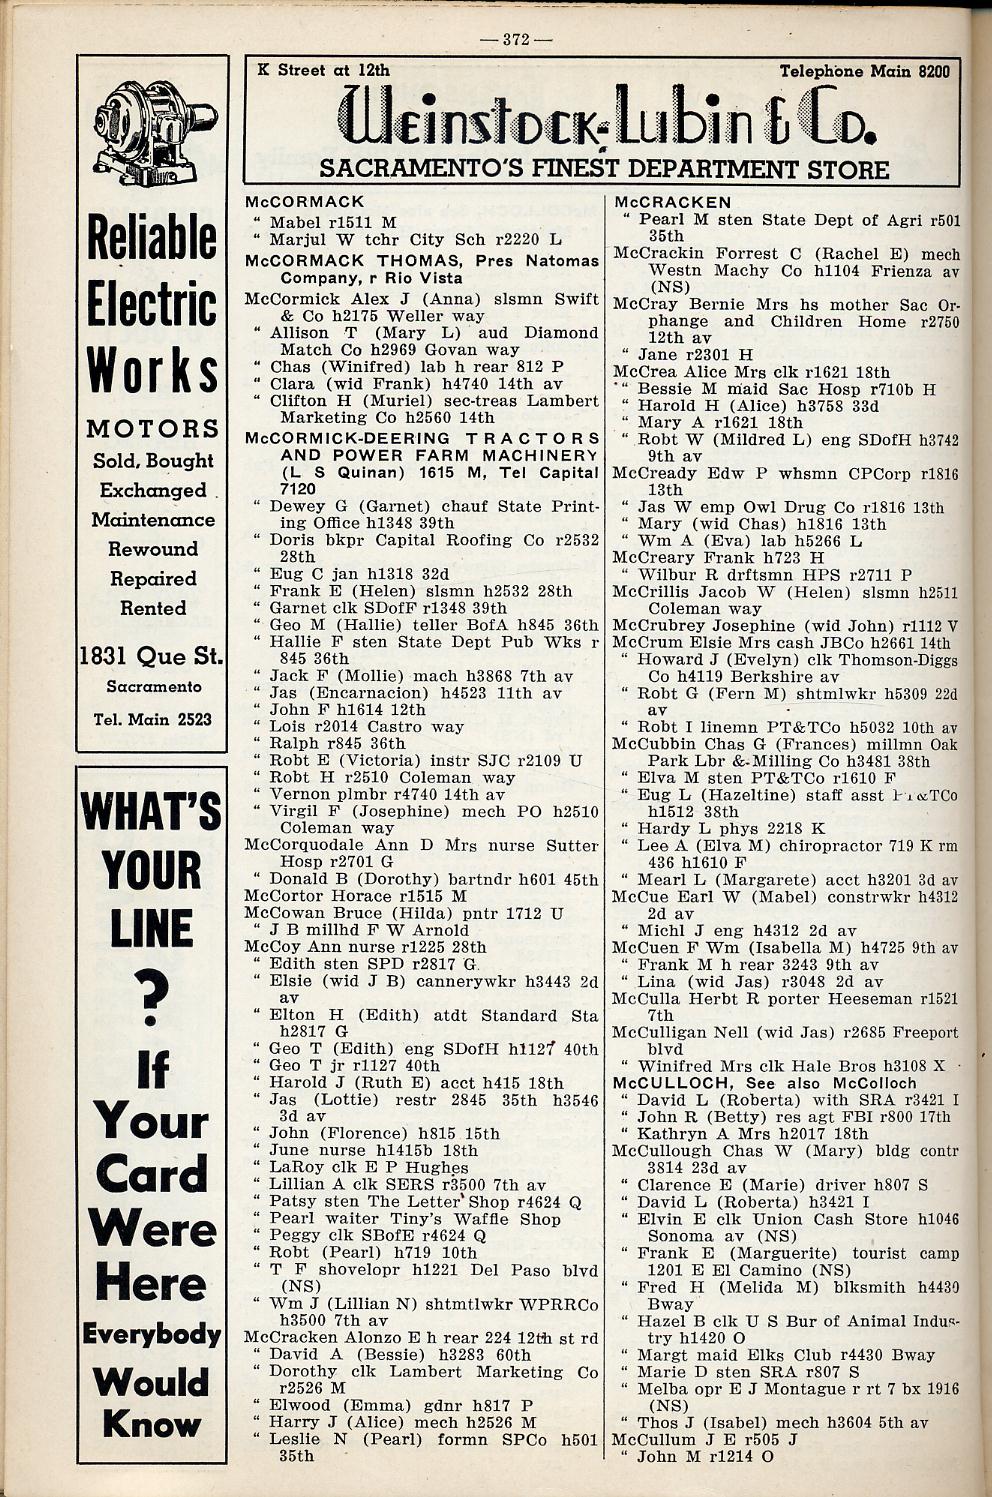 — 372 —
Reliable
Electric
Works
MOTORS
Sold, Bought
Exchanged
Maintenance
Rewound
Repaired
Rented
1831 Que St.
Sacramento
Tel. Main 2523
WHAT'S
YOUR
LINE
?
If
Your
Card
Were
Here
Everybody
Would
Know
K Street at 12th Telephone Main 8200
Weinstock-Lubin & Co.
SACRAMENTO'S FINEST DEPARTMENT STORE
McCORMACK
" Mabel r1511 M
" Marjul W tchr City Sch r2220 L
McCORMACK THOMAS, Pres Natomas
Company, r Rio Vista
McCormick Alex J (Anna) slsmn Swift
& Co h2175 Weller way
" Allison T (Mary L) aud Diamond
Match Co h2969 Govan way
" Chas (Winifred) lab h rear 812 P
" Clara (wid Frank) h4740 14th av
" Clifton H (Muriel) sec-treas Lambert
Marketing Co h2560 14th
McCORMICK-DEERING TRACTORS
AND POWER FARM MACHINERY
(L S Quinan) 1615 M, Tel Capital
7120
" Dewey G (Garnet) chauf State Print-
ing Office h1348 39th
" Doris bkpr Capital Roofing Co r2532
28th
" Eug C jan h1318 32d
" Frank E (Helen) slsmn h2532 28th
" Garnet clk SDofF r1348 39th
" Geo M (Hallie) teller BofA h845 36th
" Hallie F sten State Dept Pub Wks r
845 36th
" Jack F (Mollie) mach h3868 7th av
" Jas (Encarnacion) h4523 11th av
" John F h1614 12th
" Lois r2014 Castro way
" Ralph r845 36th
" Robt E (Victoria) instr SJC r2109 U
" Robt H r2510 Coleman way
" Vernon plmbr r4740 14th av
" Virgil F (Josephine) mech PO h2510
Coleman way
McCorquodale Ann D Mrs nurse Sutter
Hosp r2701 G
" Donald B (Dorothy) bartndr h601 45th
McCortor Horace r1515 M
McCowan Bruce (Hilda) pntr 1712 U
" J B millhd F W Arnold
McCoy Ann nurse r1225 28th
" Edith sten SPD r2817 G
" Elsie (wid J B) cannerywkr h3443 2d
av
" Elton H (Edith) atdt Standard Sta
h2817 G
" Geo T (Edith) eng SDofH h1127 40th
" Geo T jr r1127 40th
" Harold J (Ruth E) acct h415 18th
" Jas (Lottie) restr 2845 35th h3546
3d av
" John (Florence) h815 15th
" June nurse h1415b 18th
" LaRoy clk E P Hughes
" Lillian A clk SERS r3500 7th av
" Patsy sten The Letter Shop r4624 Q
" Pearl waiter Tiny's Waffle Shop
" Peggy clk SBofE r4624 Q
" Robt (Pearl) h719 10th
" T F shovelopr h1221 Del Paso blvd
(NS)
" Wm J (Lillian N) shtmtlwkr WPRRCo
h3500 7th av
McCracken Alonzo E h rear 224 12th st rd
" David A (Bessie) h3283 60th
" Dorothy clk Lambert Marketing Co
r2526 M
" Elwood (Emma) gdnr h817 P
" Harry J (Alice) mech h2526 M
" Leslie N (Pearl) formn SPCo h501
35th
McCRACKEN
" Pearl M sten State Dept of Agri r501
35th
McCrackin Forrest C (Rachel E) mech
Westn Machy Co h1104 Frienza av
(NS)
McCray Bernie Mrs hs mother Sac Or-
phange and Children Home r2750
12th av
" Jane r2301 H
McCrea Alice Mrs clk r1621 18th
" Bessie M maid Sac Hosp r710b H
" Harold H (Alice) h3758 33d
" Mary A r1621 18th
" Robt W (Mildred L) eng SDofH h3742
9th av
McCready Edw P whsmn CPCorp r1816
13th
" Jas W emp Owl Drug Co r1816 13th
" Mary (wid Chas) h1816 13th
" Wm A (Eva) lab h5266 L
McCreary Frank h723 H
" Wilbur R drftsmn HPS r2711 P
McCrillis Jacob W (Helen) slsmn h2511
Coleman way
McCrubrey Josephine (wid John) r1112 V
McCrum Elsie Mrs cash JBCo h2661 14th
" Howard J (Evelyn) clk Thomson-Diggs
Co h4119 Berkshire av
" Robt G (Fern M) shtmlwkr h5309 22d
av
" Robt I linemn PT&TCo h5032 10th av
McCubbin Chas G (Frances) millmn Oak
Park Lbr & Milling Co h3481 38th
" Elva M sten PT&TCo r1610 F
" Eug L (Hazeltine) staff asst &TCo
h1512 38th
" Hardy L phys 2218 K
" Lee A (Elva M) chiropractor 719 K rm
436 h1610 F
" Mearl L (Margarete) acct h3201 3d av
McCue Earl W (Mabel) constrwkr h4312
2d av
" Michl J eng h4312 2d av
McCuen F Wm (Isabella M) h4725 9th av
" Frank M h rear 3243 9th av
" Lina (wid Jas) r3048 2d av
McCulla Herbt R porter Heeseman r1521
7th
McCulligan Nell (wid Jas) r2685 Freeport
blvd
" Winifred Mrs clk Hale Bros h3108 X
McCULLOCH, See also McColloch
" David L (Roberta) with SRA r3421 I
" John R (Betty) res agt FBI r800 17th
" Kathryn A Mrs h2017 18th
McCullough Chas W (Mary) bldg contr
3814 23d av
" Clarence E (Marie) driver h807 S
" David L (Roberta) h3421 I
" Elvin E clk Union Cash Store h1046
Sonoma av (NS)
" Frank E (Marguerite) tourist camp
1201 E El Camino (NS)
" Fred H (Melida M) blksmith h4430
Bway
" Hazel B clk U S Bur of Animal Indus-
try h1420 O
" Margt maid Elks Club r4430 Bway
" Marie D sten SRA r807 S
" Melba opr E J Montague r rt 7 bx 1916
(NS)
" Thos J (Isabel) mech h3604 5th av
McCullum J E r505 J
" John M r1214 O